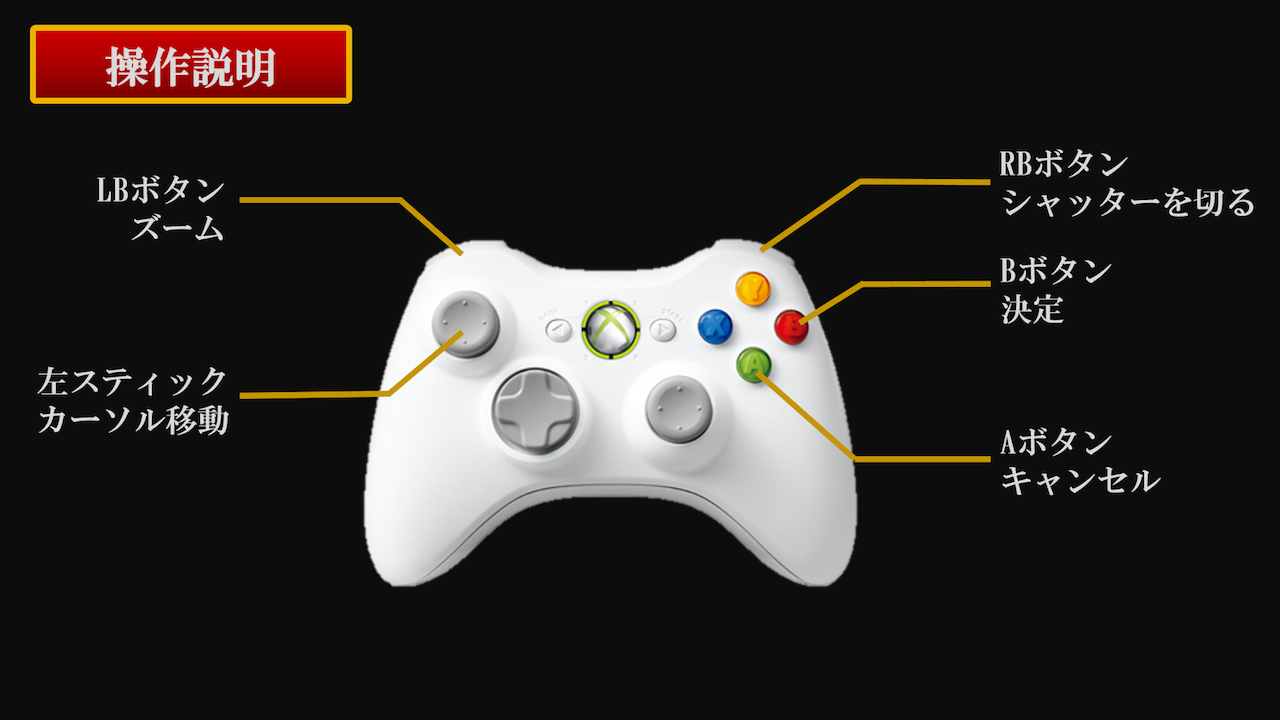 操作説明
LBボタン
ズーム
左スティック
カーソル移動
RBボタン
シャッターを切る
Bボタン
決定
Aボタン
キャンセル
Y
X
B
A